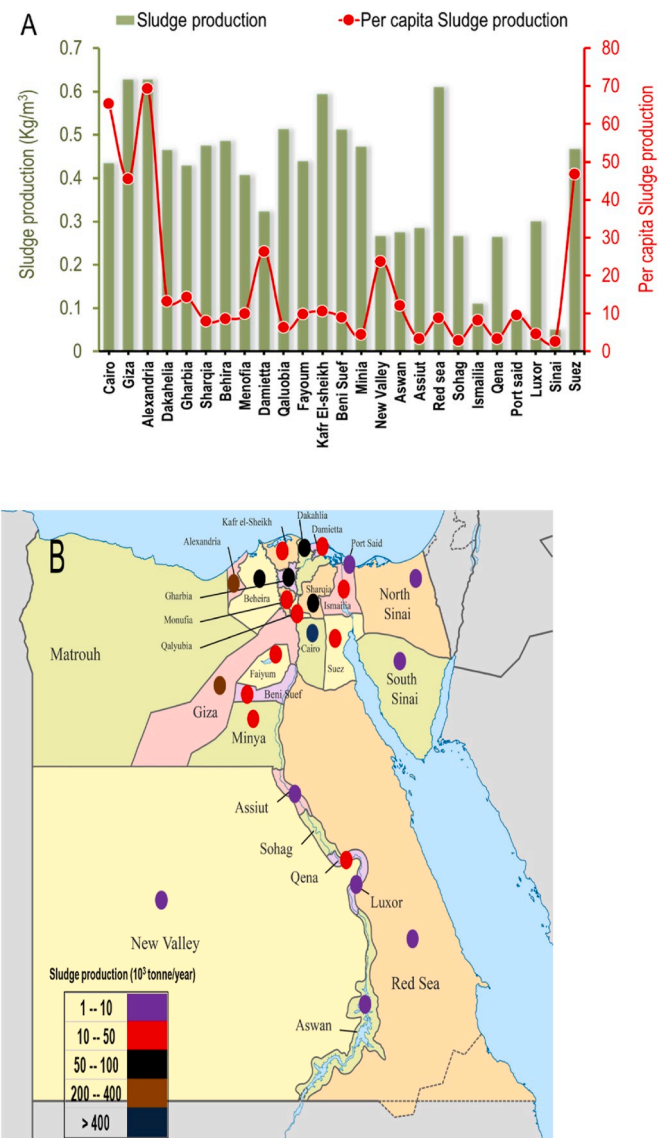 A
Sludge production
Per capita Sludge production
Sludge production (Kg/m³)
0.7
0.6
0.5
0.4
0.3
0.2
0.1
0
80
70
60
50
40
30
20
10
0
Per capita Sludge production
Cairo
Giza
Alexandria
Dakahelia
Gharbia
Sharqia
Behira
Menofia
Damietta
Qaluobia
Fayoum
Kafr El-sheikh
Beni Suef
Minia
New Valley
Aswan
Assiut
Red sea
Sohag
Ismailia
Qena
Port said
Luxor
Sinai
Suez
B
Kafr el-Sheikh
Dakahlia
Damietta
Alexandria
Port Said
Gharbia
Beheira
Sharqia
Ismailia
North
Sinai
Monufia
Qalyubia
Cairo
Matrouh
Suez
Faiyum
South
Sinai
Beni Suef
Giza
Minya
Assiut
Sohag
Qena
Luxor
New Valley
Red Sea
Aswan
Sludge production (10³ tonne/year)
1 -- 10
10 -- 50
50 -- 100
200 -- 400
> 400